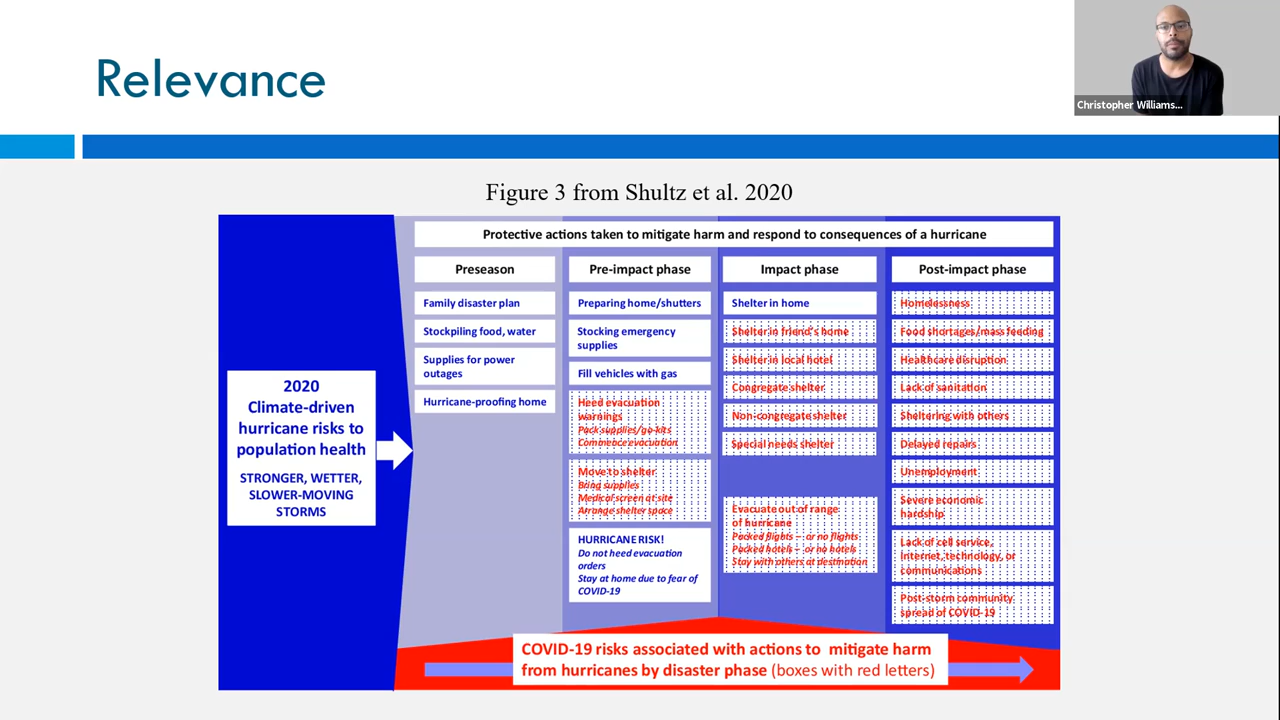 Relevance
Christopher Williams...
Figure 3 from Shultz et al. 2020
Protective actions taken to mitigate harm and respond to consequences of a hurricane
Preseason
Family disaster plan
Stockpiling food, water
Supplies for power
outages
Hurricane-proofing home
Pre-impact phase
Preparing home/shutters
Stocking emergency
supplies
Fill vehicles with gas
Heed evacuation
warnings
Pack supplies/go-kits
Commence evacuation
Move to shelter
Bring supplies
Medical screen at site
Arrange shelter space
HURRICANE RISK!
Do not heed evacuation
orders
Stay at home due to fear of
COVID-19
Impact phase
Shelter in home
Shelter in friend's home
Shelter in local hotel
Congregate shelter
Non-congregate shelter
Special needs shelter
Evacuate out of range
of hurricane
Packed flights – or no flights
Packed hotels – or no hotels
Stay with others at destination
Post-impact phase
Homelessness
Food shortages/mass feeding
Healthcare disruption
Lack of sanitation
Sheltering with others
Delayed repairs
Unemployment
Severe economic
hardship
Lack of cell service,
Internet, technology, or
communications
Post-storm community
spread of COVID-19
2020
Climate-driven
hurricane risks to
population health
STRONGER, WETTER,
SLOWER-MOVING
STORMS
COVID-19 risks associated with actions to mitigate harm
from hurricanes by disaster phase (boxes with red letters)